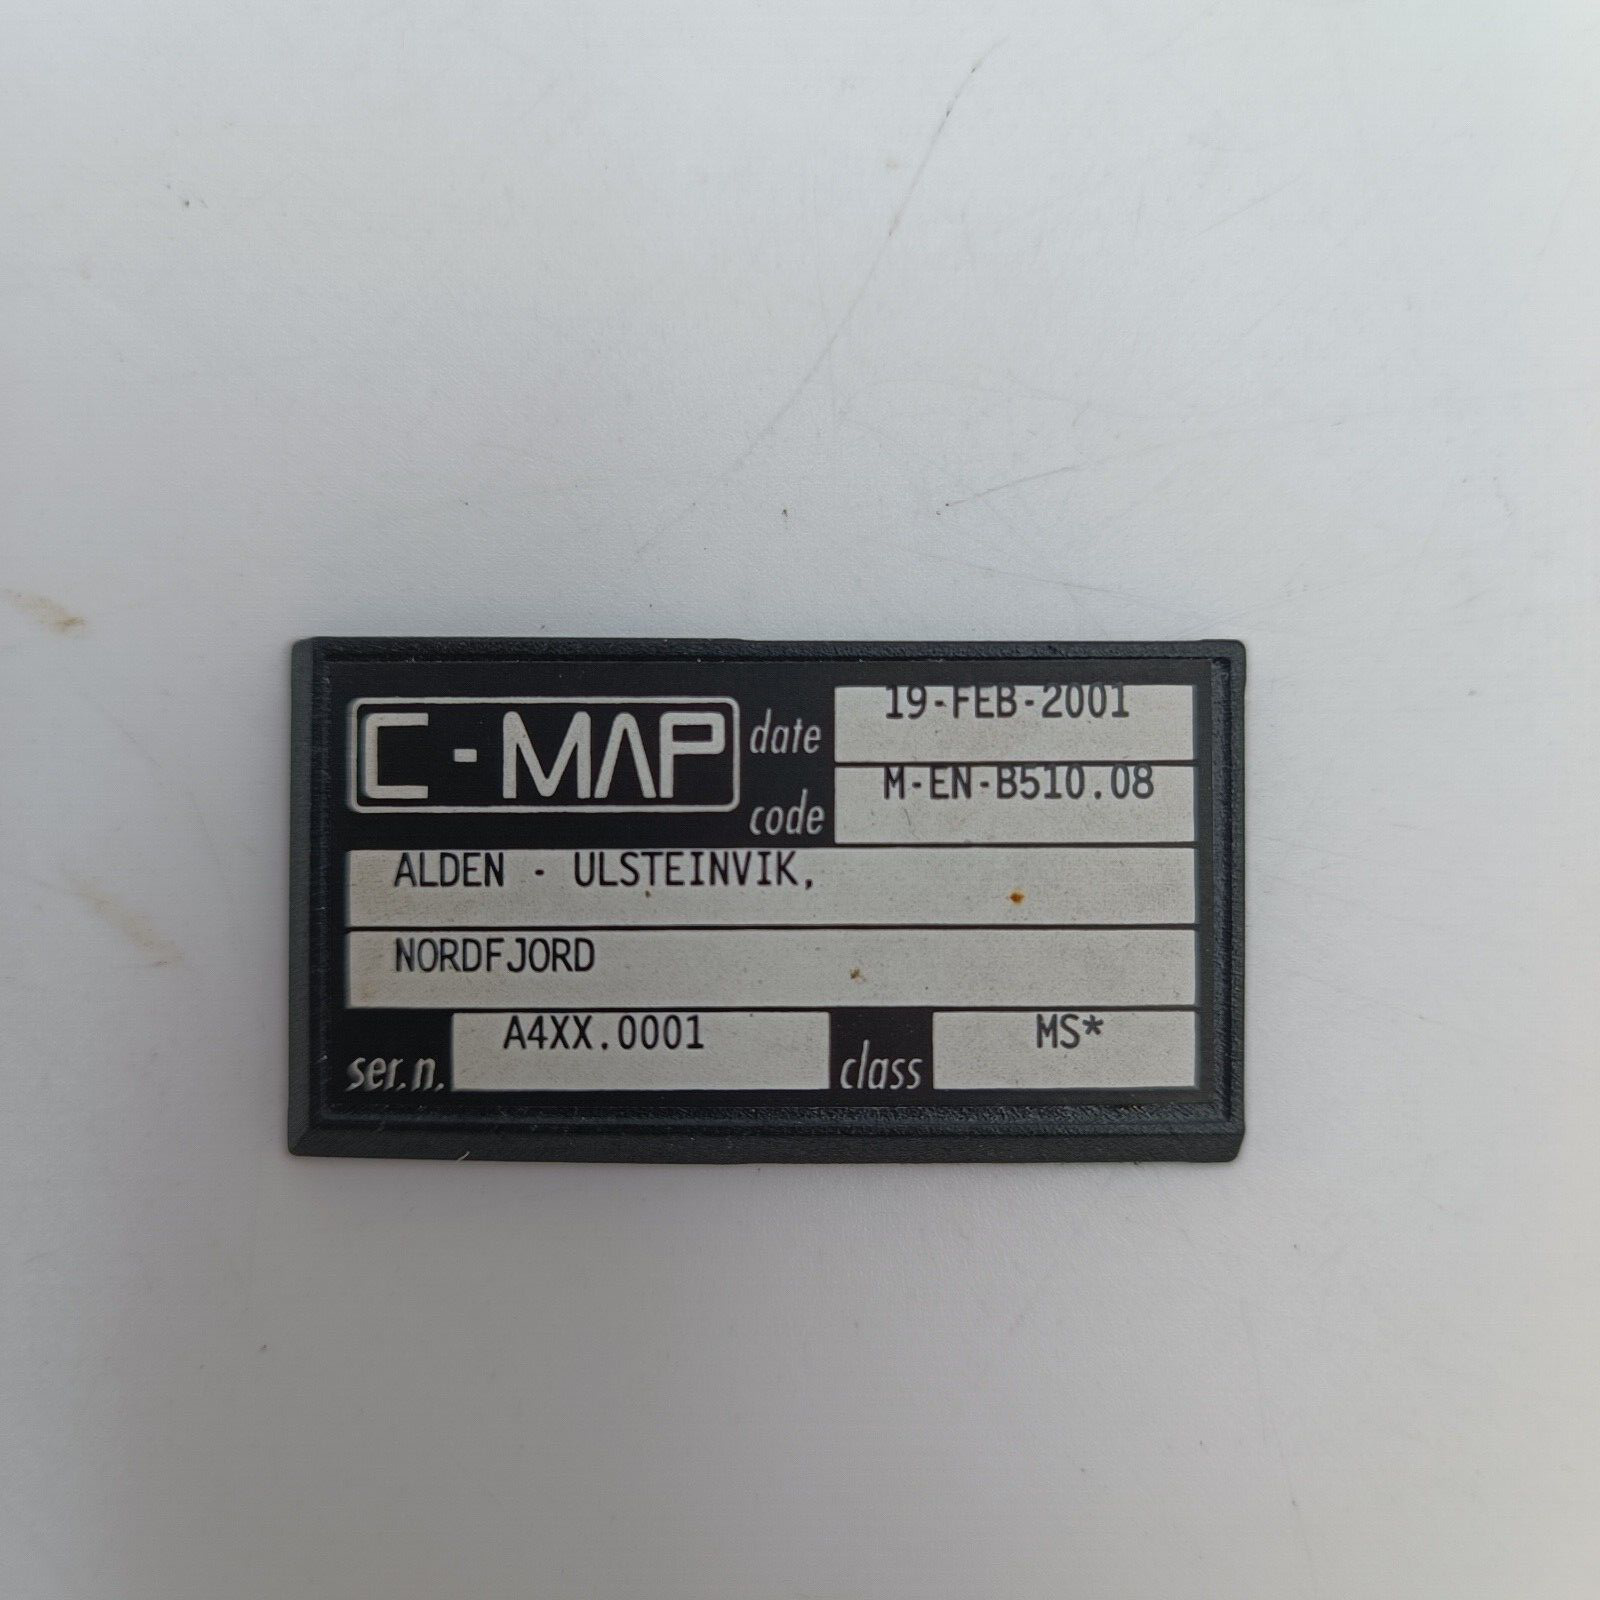 C-MAP
date 19-FEB-2001
code M-EN-B510.08
ALDEN - ULSTEINVIK,
NORDFJORD
ser.n. A4XX.0001 class MS*